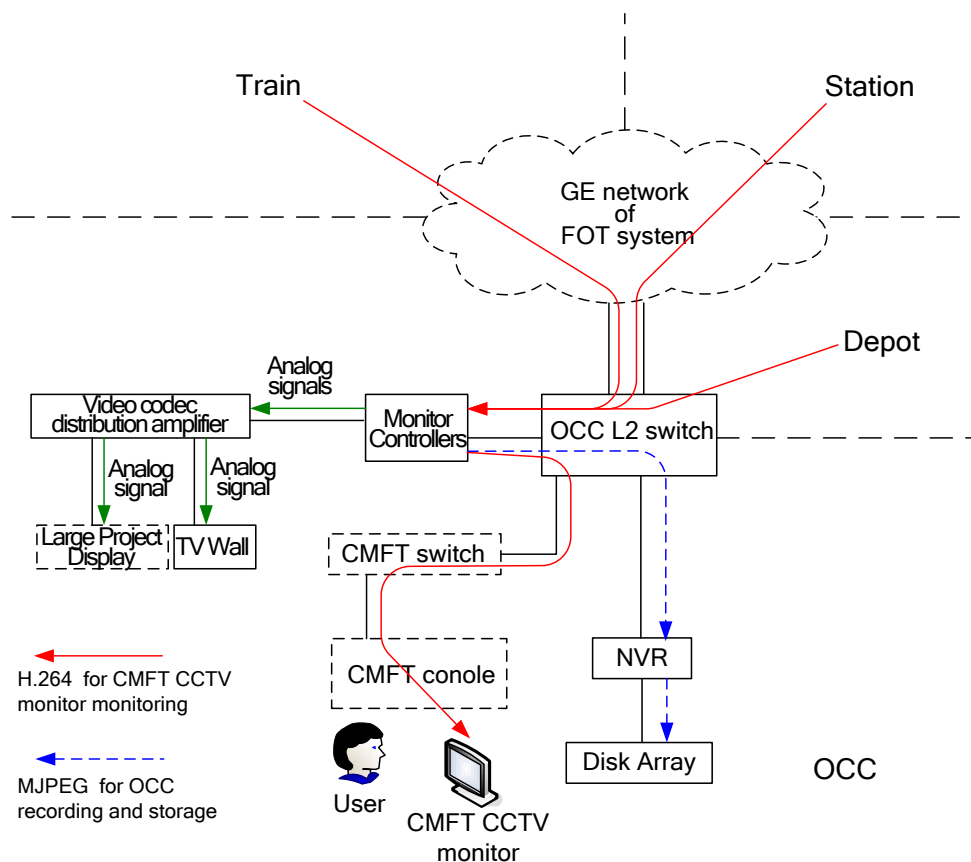 Train
Station
GE network
of
FOT system
Depot
Analog
signals
Video codec
distribution amplifier
Monitor
Controllers
OCC L2 switch
Analog
signal
Analog
signal
Large Project
Display
TV Wall
CMFT switch
CMFT conole
NVR
H.264  for CMFT CCTV
monitor monitoring
Disk Array
OCC
MJPEG  for OCC
recording and storage
User
CMFT CCTV
monitor